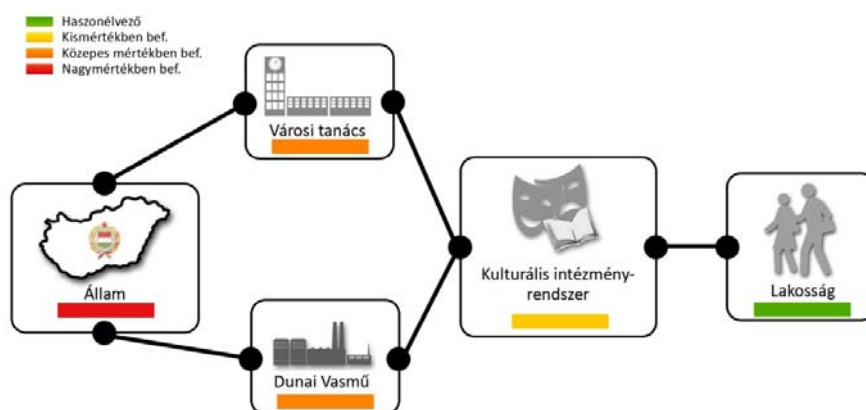 Haszonélvező
Kismértékben bef.
Közepes mértékben bef.
Nagymértékben bef.
Városi tanács
Állam
Kulturális intézmény-
rendszer
Lakosság
Dunai Vasmű